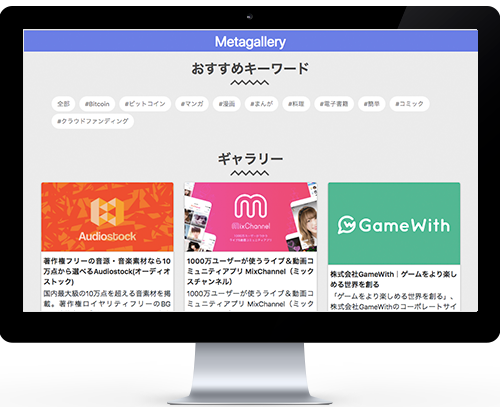 Metagallery
おすすめキーワード
全部 #Bitcoin #ビットコイン #マンガ #漫画 #まんが #料理 #電子書籍 #簡単 #コミック
#クラウドファンディング
ギャラリー
Audiostock
MixChannel
GameWith
著作権フリーの音源・音楽素材なら10
万点から選べるAudiostock(オーディオ
ストック)
国内最大級の10万点を超える音素材を掲
載。著作権ロイヤリティフリーのBG
1000万ユーザーが使うライブ＆動画コ
ミュニティアプリ MixChannel（ミック
スチャンネル）
1000万ユーザーが使うライブ＆動画コ
ミュニティアプリ MixChannel（ミック
株式会社GameWith｜ゲームをより楽し
める世界を創る
「ゲームをより楽しめる世界を創る」、
株式会社GameWithのコーポレートサイ